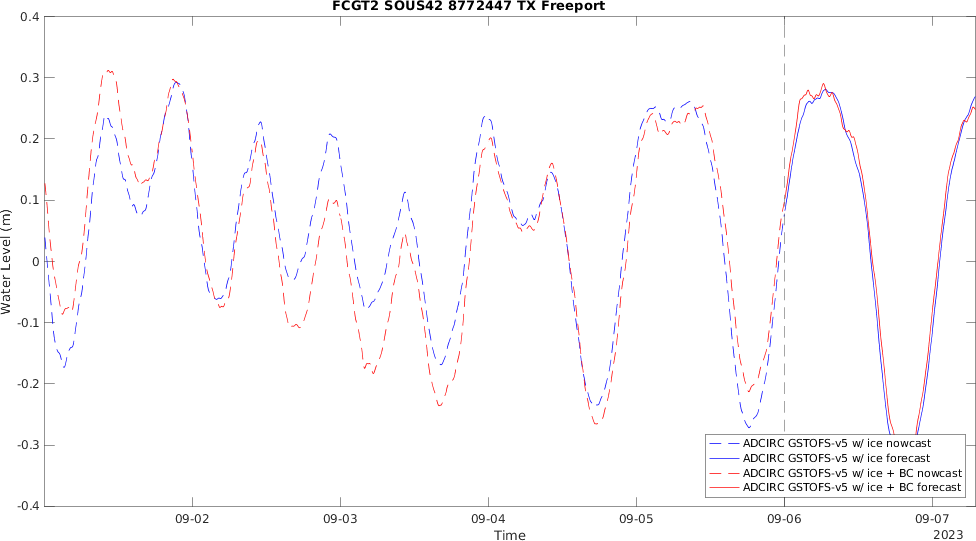 FCGT2 SOUS42 8772447 TX Freeport
Water Level (m)
0.4
0.3
0.2
0.1
0
-0.1
-0.2
-0.3
-0.4
ADCIRC GSTOFS-v5 w/ ice nowcast
ADCIRC GSTOFS-v5 w/ ice forecast
ADCIRC GSTOFS-v5 w/ ice + BC nowcast
ADCIRC GSTOFS-v5 w/ ice + BC forecast
09-02 09-03 09-04 09-05 09-06 09-07
Time 2023